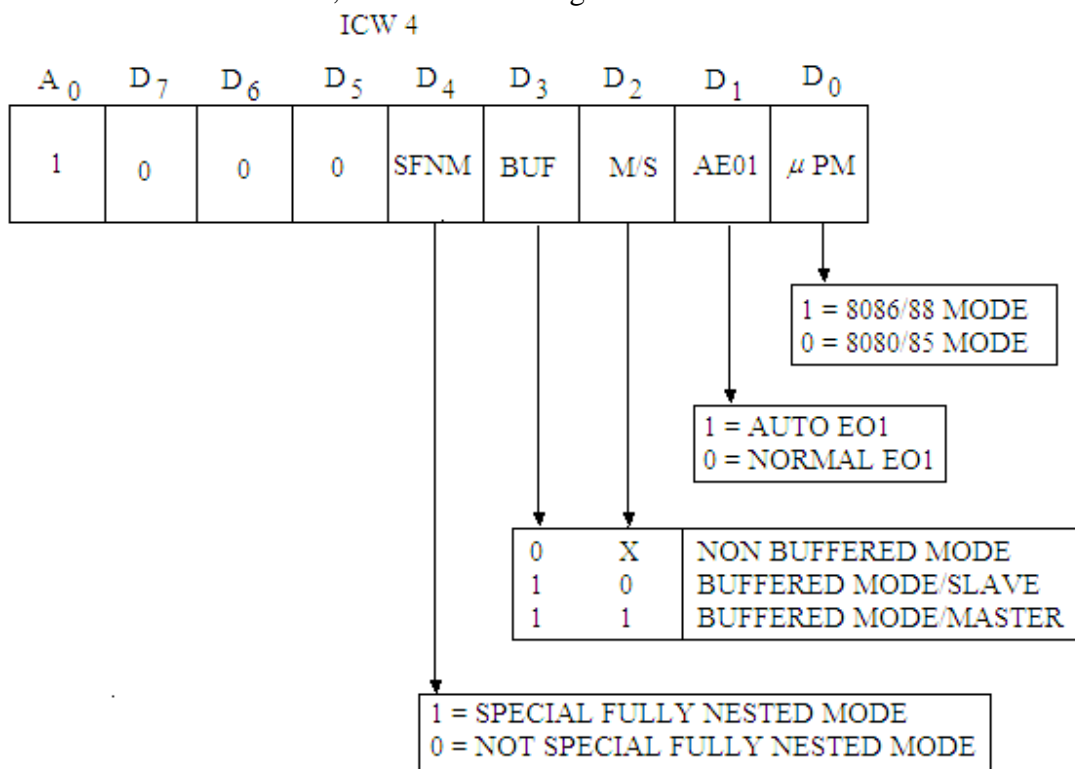 ICW 4
A0 D7 D6 D5 D4 D3 D2 D1 D0
1 0 0 0 SFNM BUF M/S AE01 μ PM
1 = 8086/88 MODE
0 = 8080/85 MODE
1 = AUTO EO1
0 = NORMAL EO1
0 X NON BUFFERED MODE
1 0 BUFFERED MODE/SLAVE
1 1 BUFFERED MODE/MASTER
1 = SPECIAL FULLY NESTED MODE
0 = NOT SPECIAL FULLY NESTED MODE